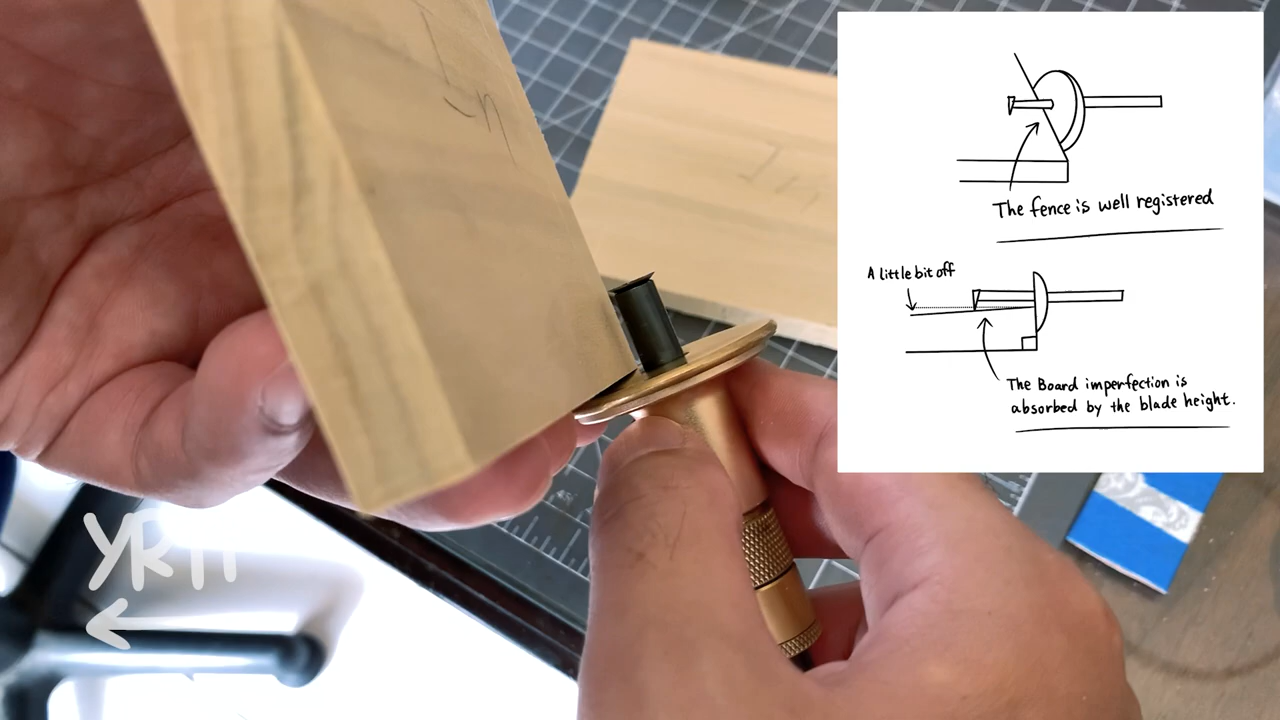 The fence is well registered
A little bit off
The Board imperfection is
absorbed by the blade height.